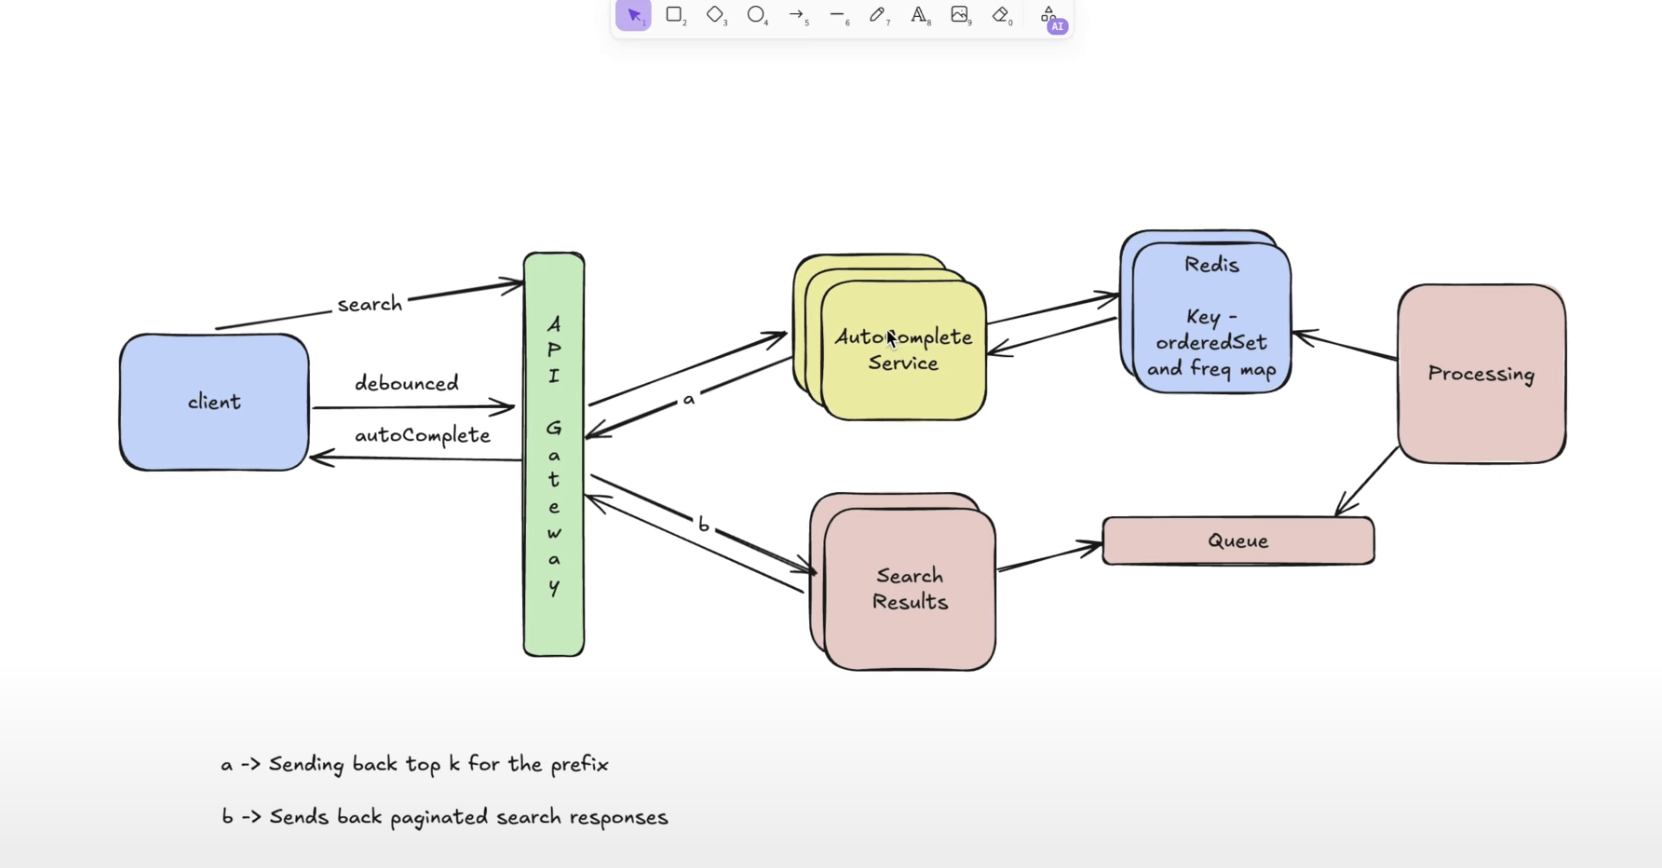 1
2
3
4
5
6
7
A
8
9
0
AI
search
client
debounced
autoComplete
API Gateway
AutoComplete
Service
a
b
Redis
Key -
orderedSet
and freq map
Processing
Search
Results
Queue
a -> Sending back top k for the prefix
b -> Sends back paginated search responses